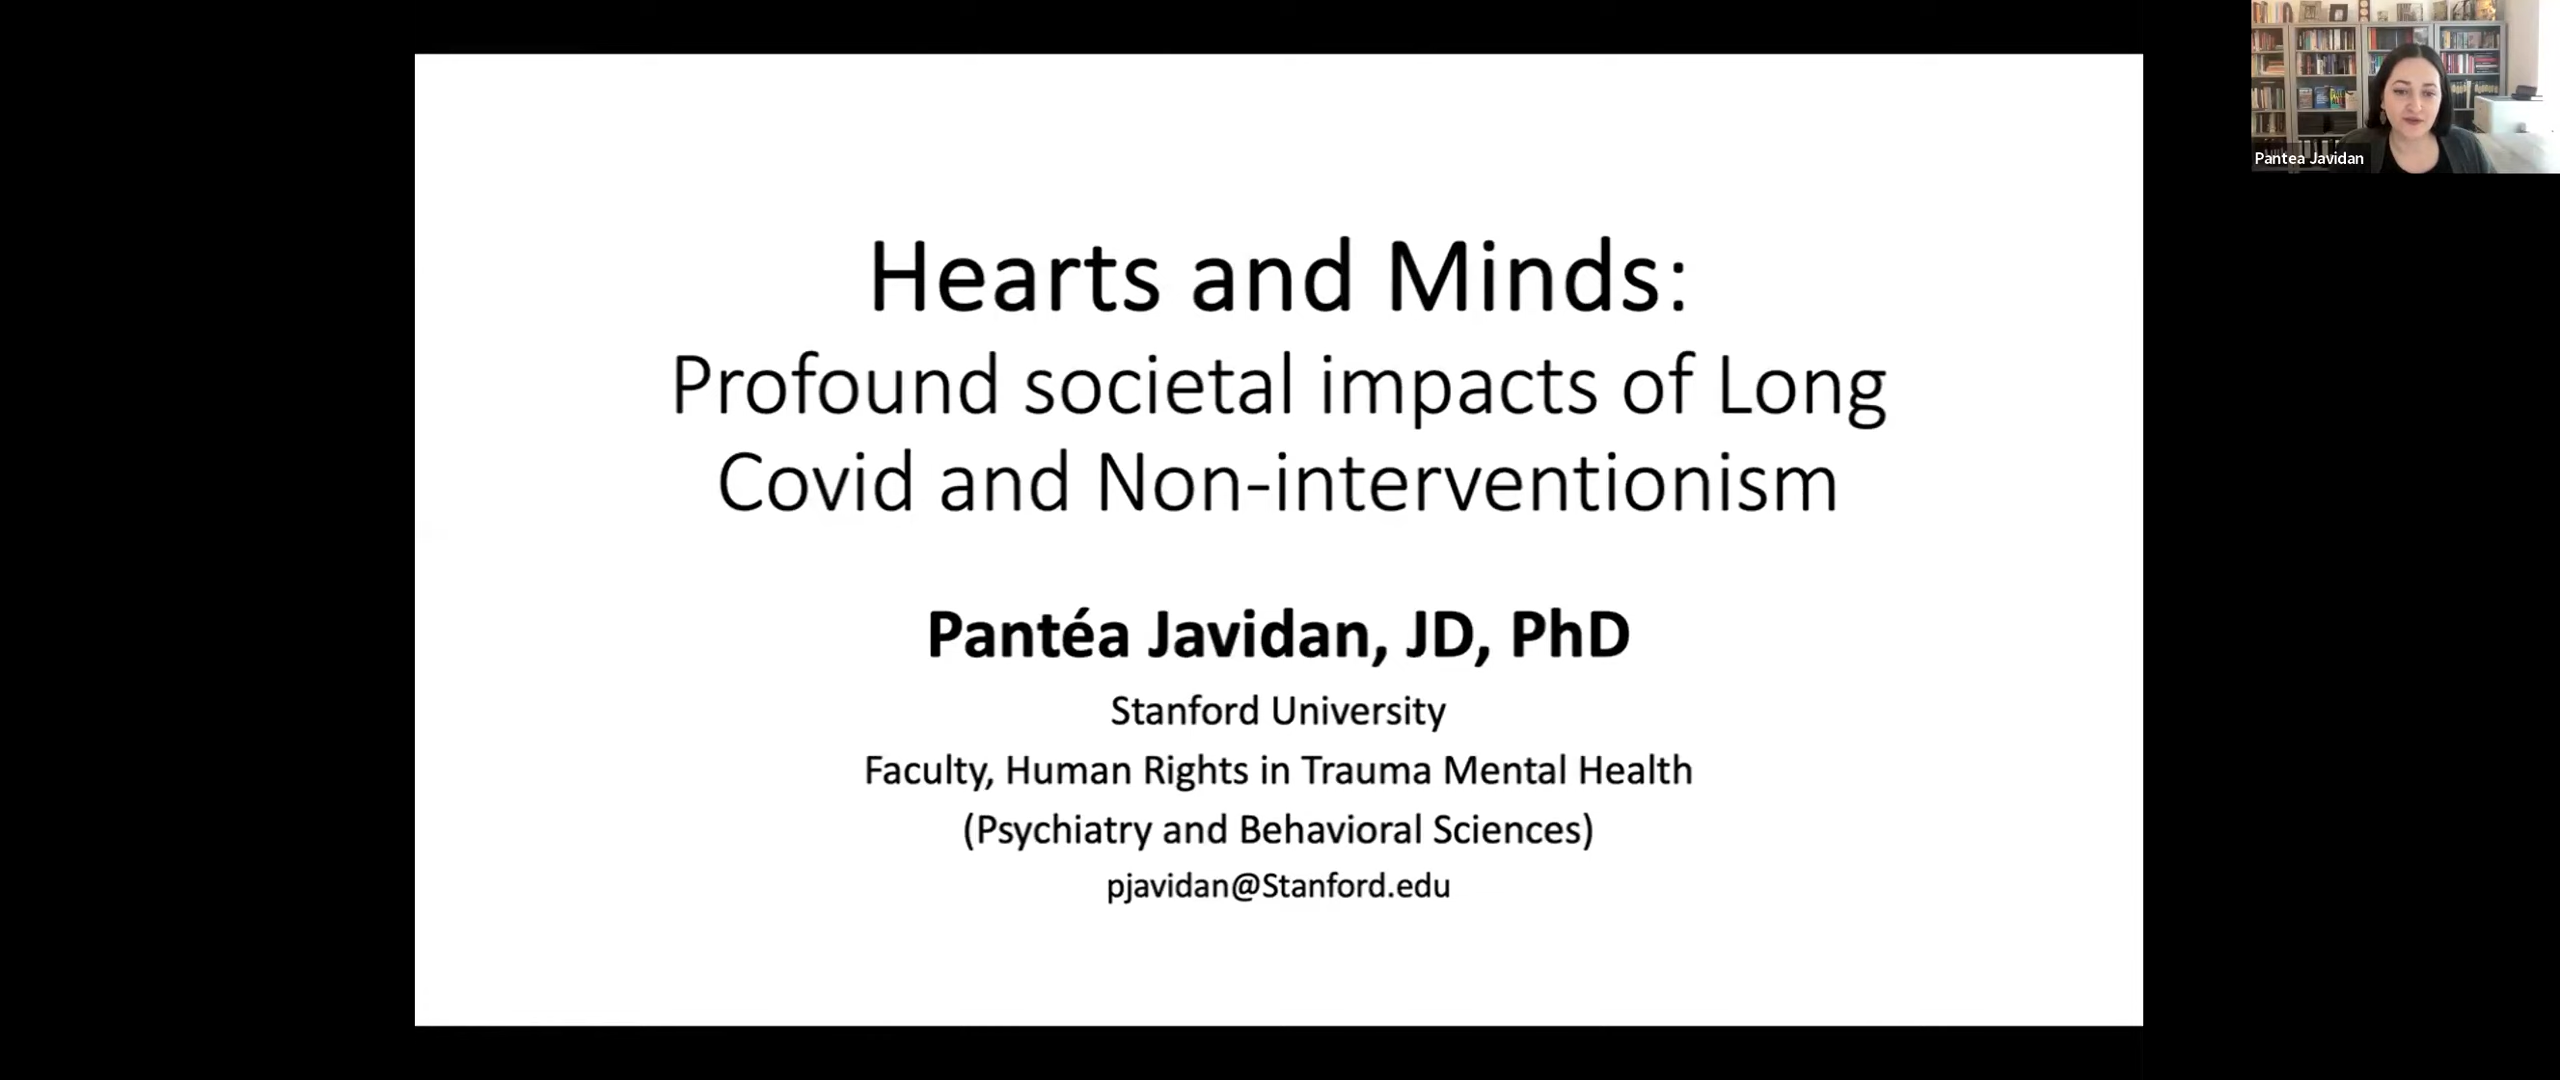 Hearts and Minds:
Profound societal impacts of Long
Covid and Non-interventionism
Pantéa Javidan, JD, PhD
Stanford University
Faculty, Human Rights in Trauma Mental Health
(Psychiatry and Behavioral Sciences)
pjavidan@Stanford.edu
Pantea Javidan